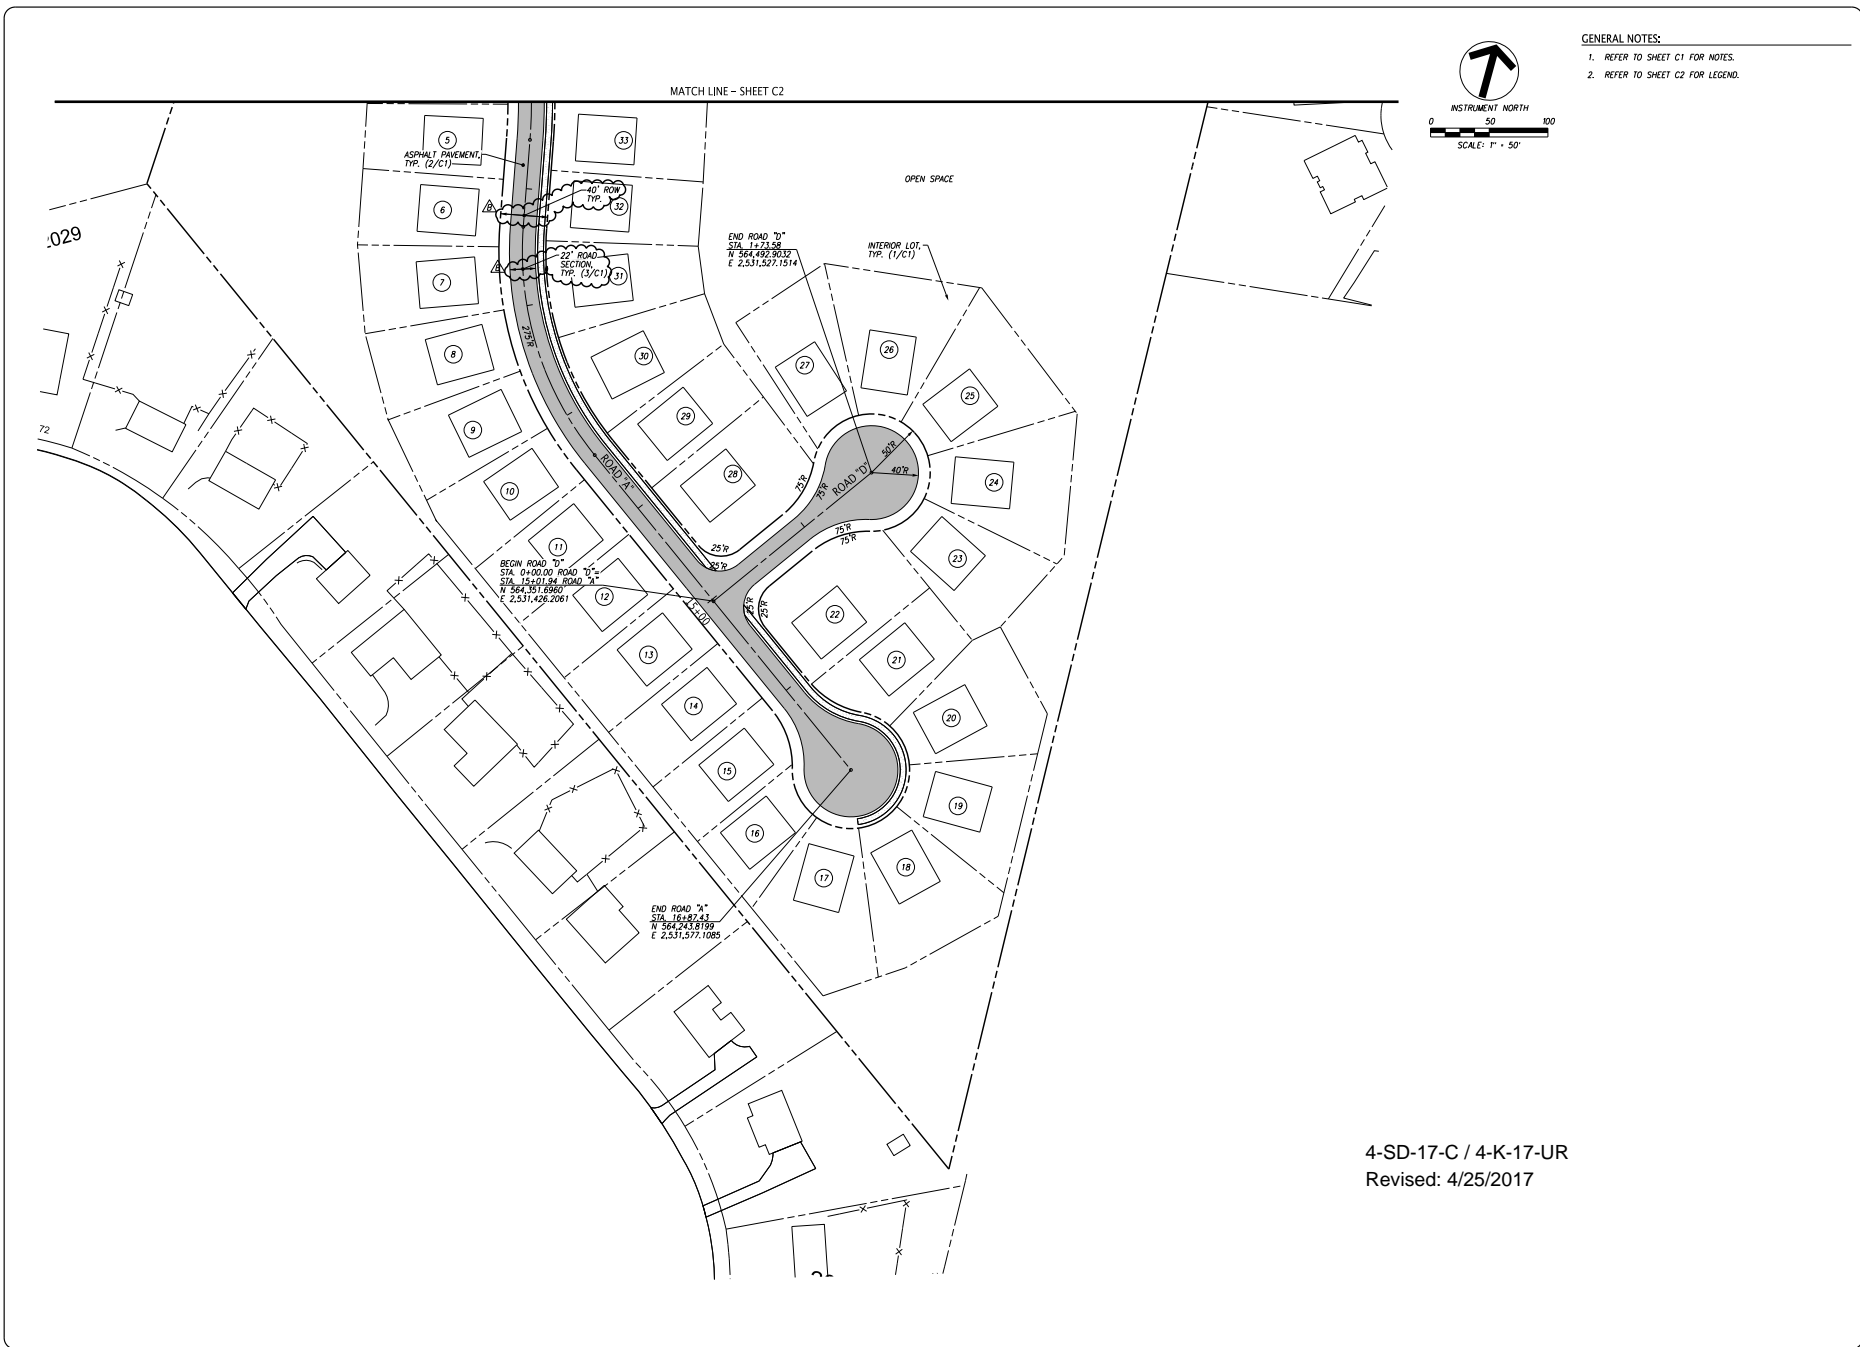 GENERAL NOTES:
1. REFER TO SHEET C1 FOR NOTES.
2. REFER TO SHEET C2 FOR LEGEND.
INSTRUMENT NORTH
0 50 100
SCALE: 1" = 50'
MATCH LINE - SHEET C2
OPEN SPACE
5
33
ASPHALT PAVEMENT,
TYP. (2/C1)
6
B
40' ROW
TYP.
32
7
B
22' ROAD
SECTION,
TYP. (3/C1)
31
END ROAD "D"
STA. 1+73.58
N 564,492.9032
E 2,531,527.1514
INTERIOR LOT,
TYP. (1/C1)
275'R
8
30
27
26
25
9
29
28
10
ROAD "A"
75'R
75'R
ROAD "D"
50'R
40'R
24
75'R
75'R
23
11
25'R
25'R
BEGIN ROAD "D"
STA. 0+00.00 ROAD "D"=
STA. 15+01.94 ROAD "A"
N 564,351.6960
E 2,531,426.2061
12
15+00
25'R
25'R
22
13
21
14
20
15
19
16
17
18
END ROAD "A"
STA. 16+87.43
N 564,243.8199
E 2,531,577.1085
4-SD-17-C / 4-K-17-UR
Revised: 4/25/2017